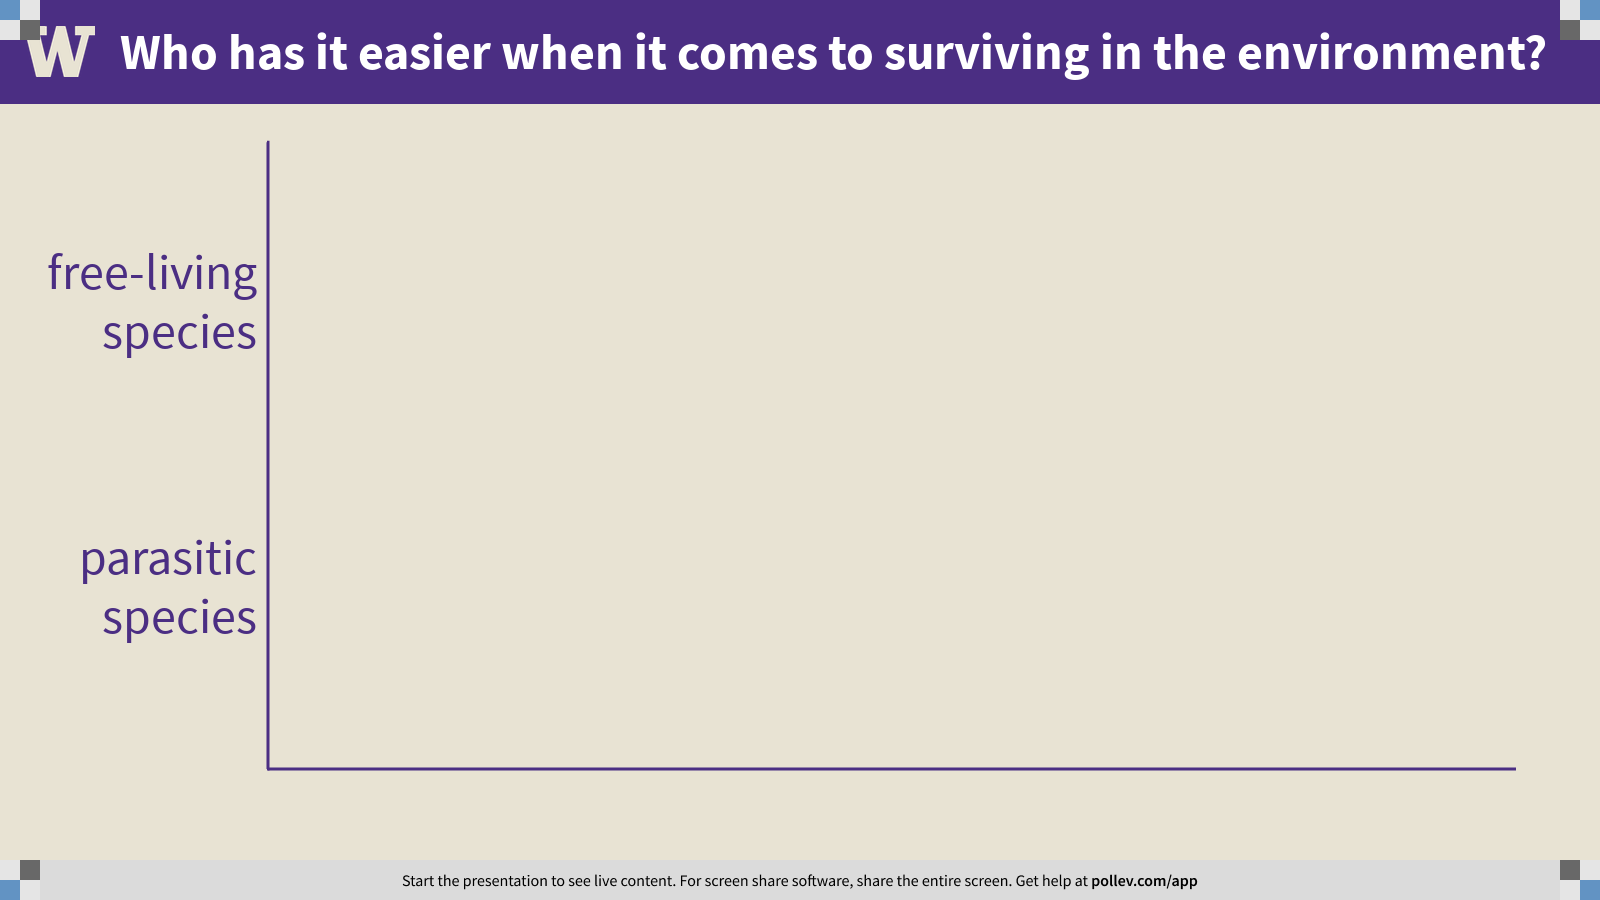 W Who has it easier when it comes to surviving in the environment?
free-living
species
parasitic
species
Start the presentation to see live content. For screen share software, share the entire screen. Get help at pollev.com/app